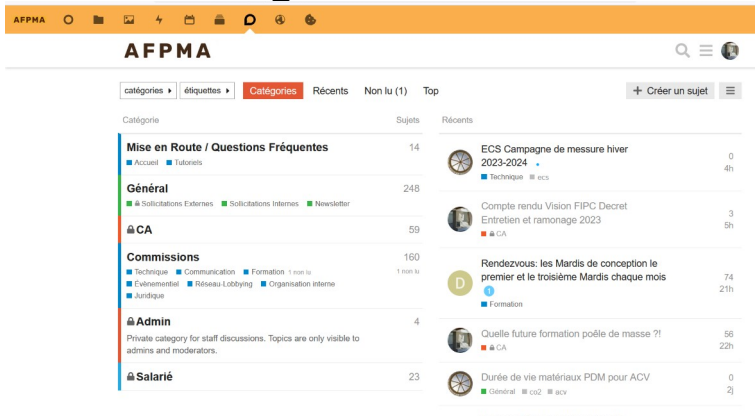 AFPMA
AFPMA
catégories
étiquettes
Catégories
Récents
Non lu (1)
Top
+ Créer un sujet
Catégorie
Sujets
Mise en Route / Questions Fréquentes
14
Accueil
Tutoriels
Général
248
Sollicitations Externes
Sollicitations Internes
Newsletter
CA
59
Commissions
160
Technique
Communication
Formation 1 non lu
1 non lu
Évènementiel
Réseau-Lobbying
Organisation interne
Juridique
Admin
4
Private category for staff discussions. Topics are only visible to
admins and moderators.
Salarié
23
Récents
ECS Campagne de messure hiver
2023-2024
0
4h
Technique
ecs
Compte rendu Vision FIPC Decret
Entretien et ramonage 2023
3
5h
CA
D
Rendezvous: les Mardis de conception le
premier et le troisième Mardis chaque mois
1
74
21h
Formation
Quelle future formation poêle de masse ?!
56
22h
CA
Durée de vie matériaux PDM pour ACV
0
2j
Général
co2
acv